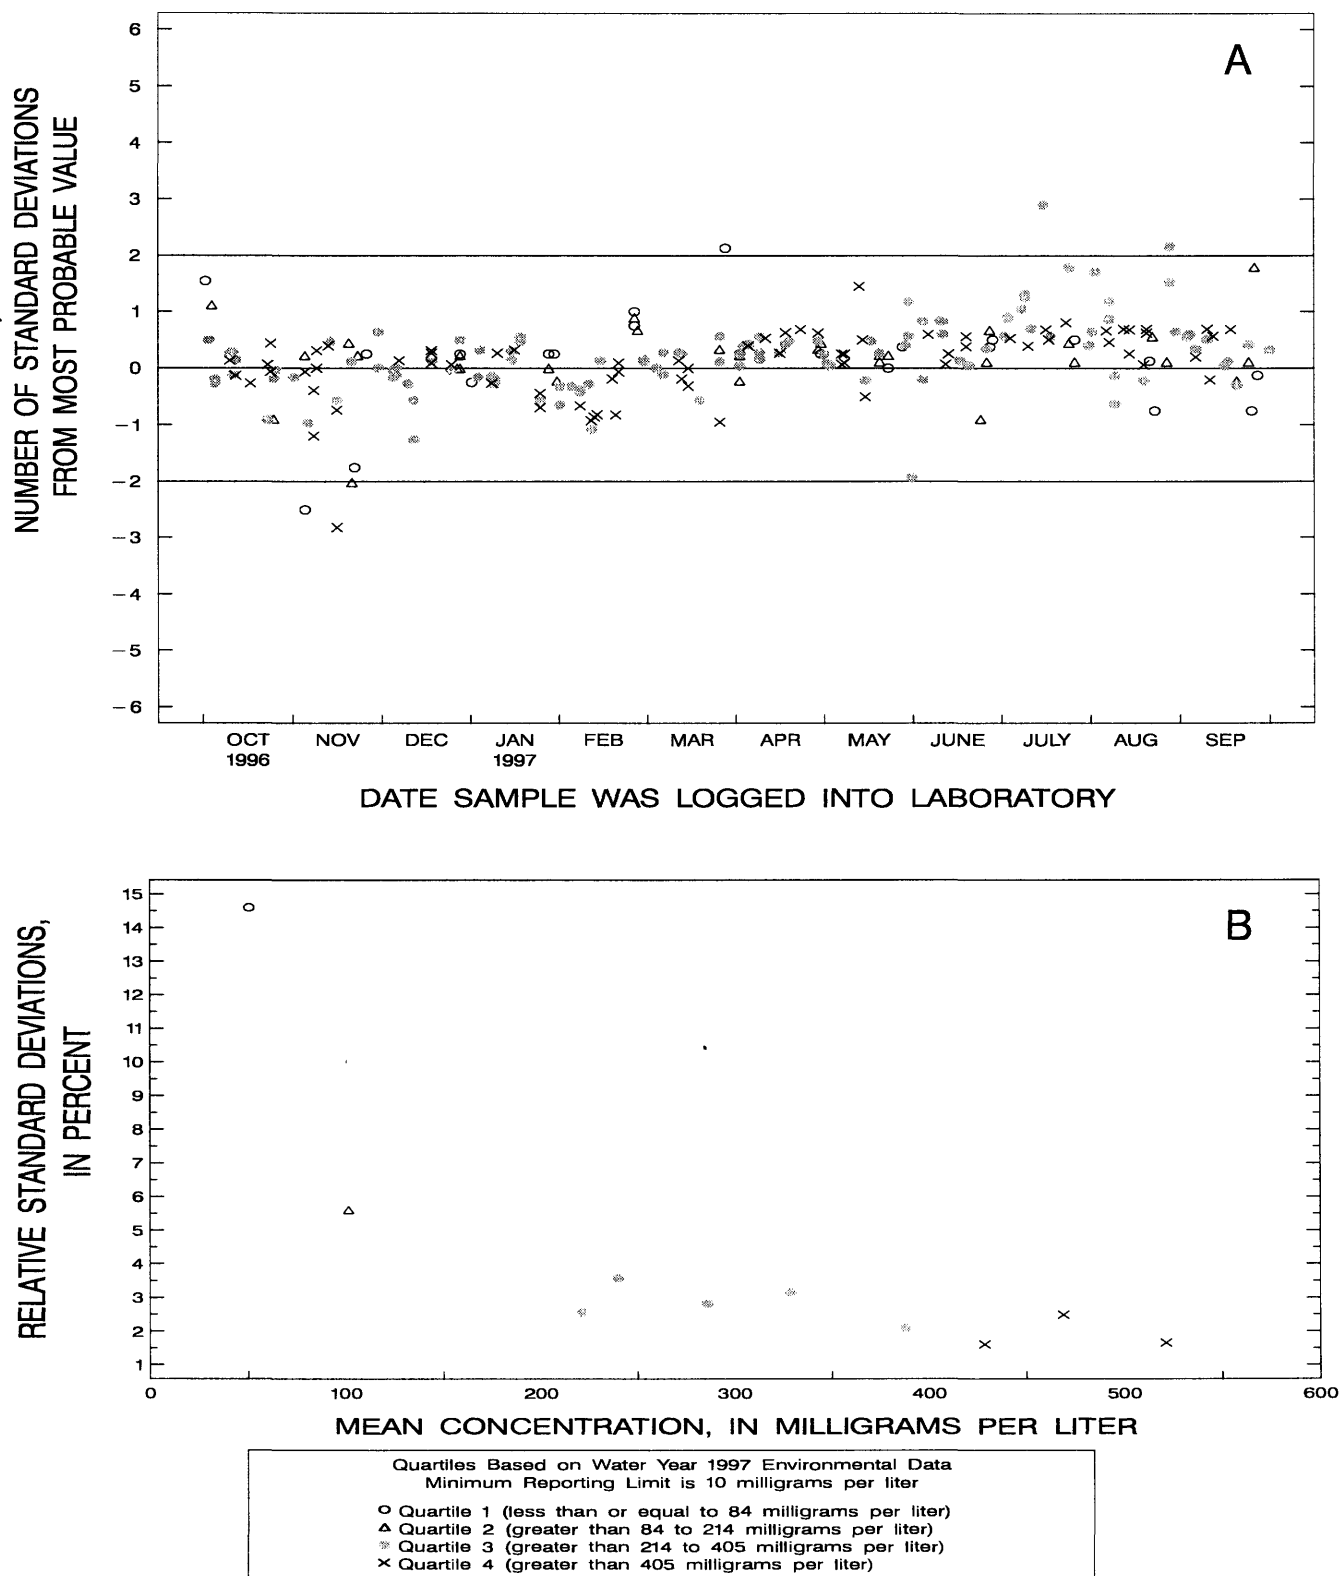 A
NUMBER OF STANDARD DEVIATIONS
FROM MOST PROBABLE VALUE
6
5
4
3
2
1
0
−1
−2
−3
−4
−5
−6
OCT NOV DEC JAN FEB MAR APR MAY JUNE JULY AUG SEP
1996 1997
DATE SAMPLE WAS LOGGED INTO LABORATORY
B
RELATIVE STANDARD DEVIATIONS,
IN PERCENT
15
14
13
12
11
10
9
8
7
6
5
4
3
2
1
0 100 200 300 400 500 600
MEAN CONCENTRATION, IN MILLIGRAMS PER LITER
Quartiles Based on Water Year 1997 Environmental Data
Minimum Reporting Limit is 10 milligrams per liter
Quartile 1 (less than or equal to 84 milligrams per liter)
Quartile 2 (greater than 84 to 214 milligrams per liter)
Quartile 3 (greater than 214 to 405 milligrams per liter)
Quartile 4 (greater than 405 milligrams per liter)